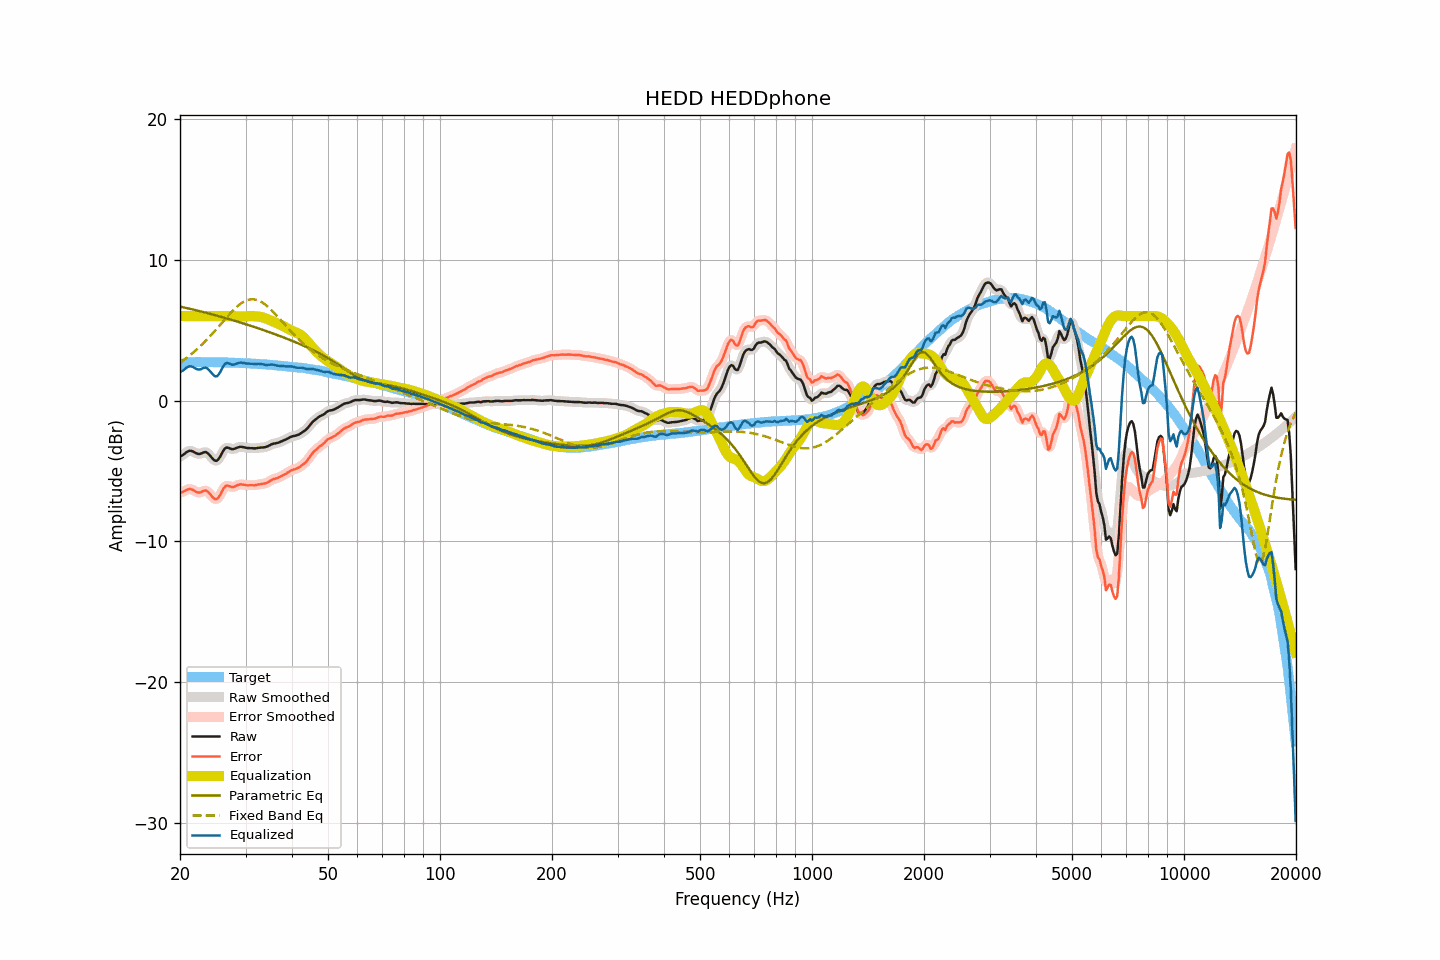 HEDD HEDDphone
20
10
0
−10
−20
−30
Amplitude (dBr)
Target
Raw Smoothed
Error Smoothed
Raw
Error
Equalization
Parametric Eq
Fixed Band Eq
Equalized
20 50 100 200 500 1000 2000 5000 10000 20000
Frequency (Hz)